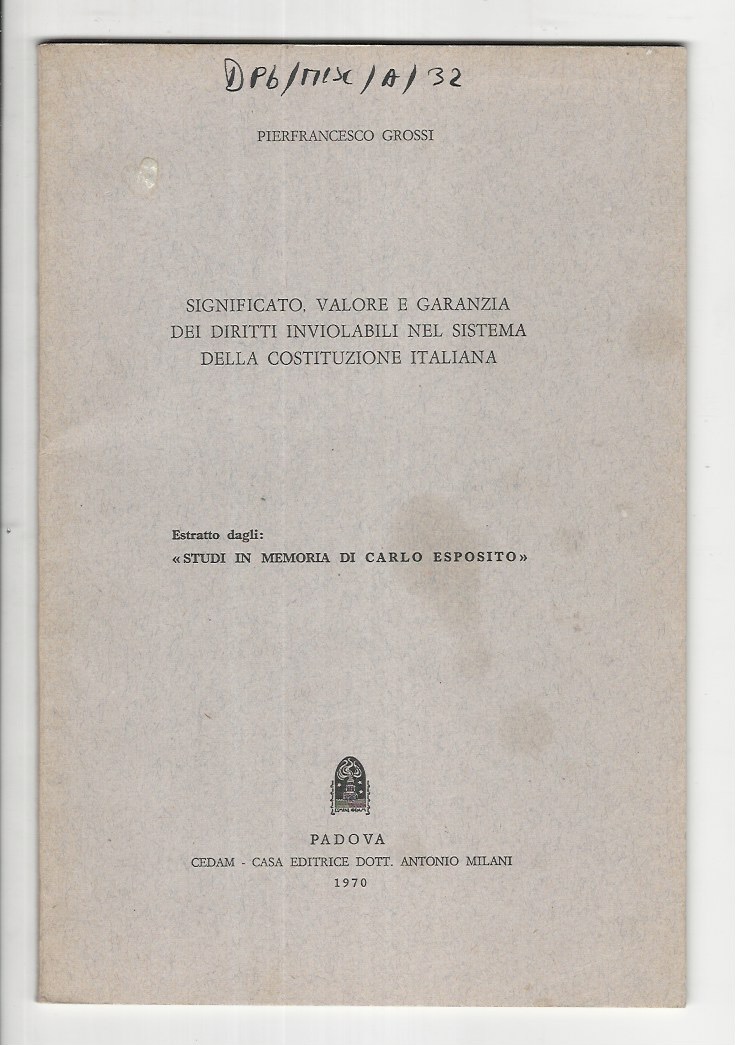 DPb/MISC/A/32
PIERFRANCESCO GROSSI
SIGNIFICATO, VALORE E GARANZIA
DEI DIRITTI INVIOLABILI NEL SISTEMA
DELLA COSTITUZIONE ITALIANA
Estratto dagli:
«STUDI IN MEMORIA DI CARLO ESPOSITO»
PADOVA
CEDAM - CASA EDITRICE DOTT. ANTONIO MILANI
1970